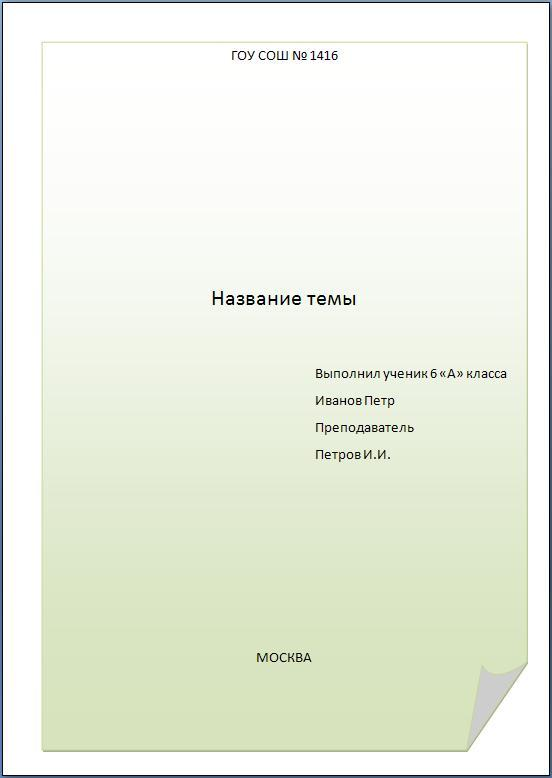 ГОУ СОШ № 1416
Название темы
Выполнил ученик 6 «А» класса
Иванов Петр
Преподаватель
Петров И.И.
МОСКВА